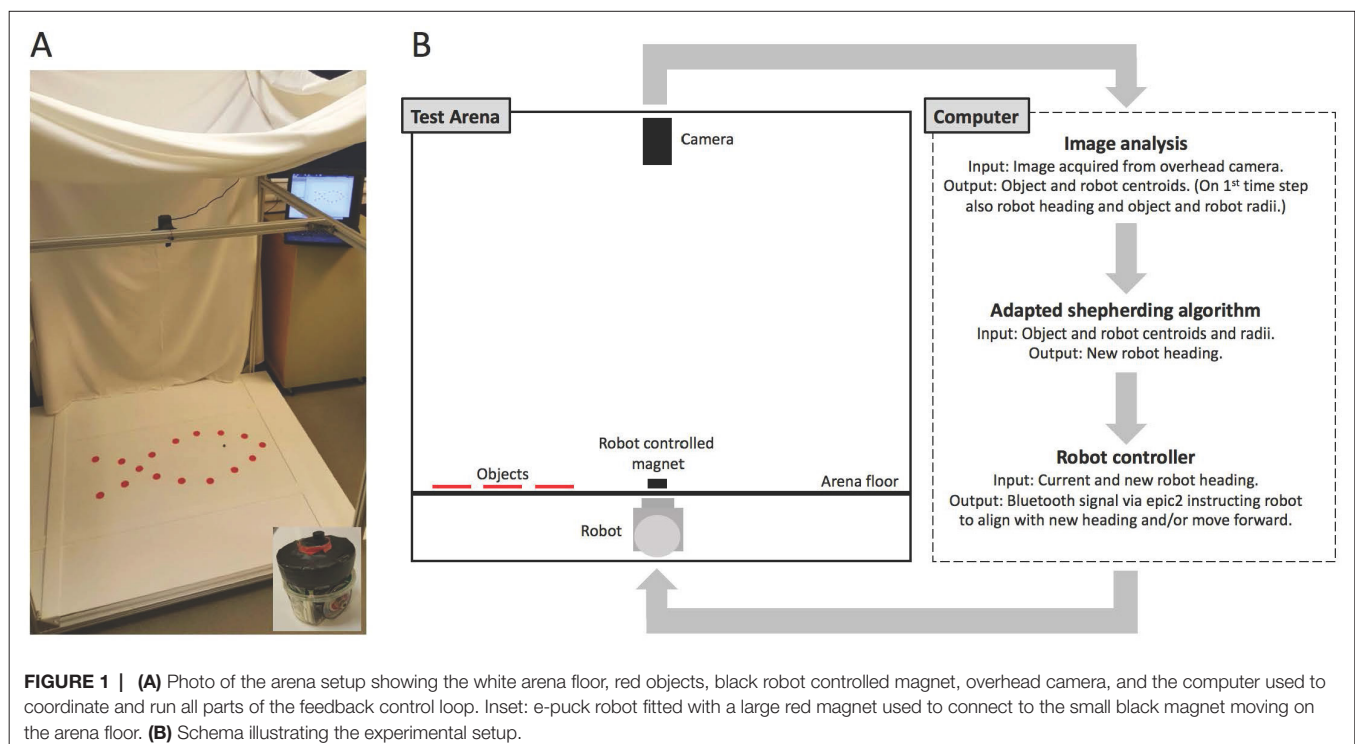 A
B
Test Arena
Camera
Robot controlled
magnet
Objects
Arena floor
Robot
Computer
Image analysis
Input: Image acquired from overhead camera.
Output: Object and robot centroids. (On 1st time step
also robot heading and object and robot radii.)
Adapted shepherding algorithm
Input: Object and robot centroids and radii.
Output: New robot heading.
Robot controller
Input: Current and new robot heading.
Output: Bluetooth signal via epic2 instructing robot
to align with new heading and/or move forward.
FIGURE 1 | (A) Photo of the arena setup showing the white arena floor, red objects, black robot controlled magnet, overhead camera, and the computer used to
coordinate and run all parts of the feedback control loop. Inset: e-puck robot fitted with a large red magnet used to connect to the small black magnet moving on
the arena floor. (B) Schema illustrating the experimental setup.